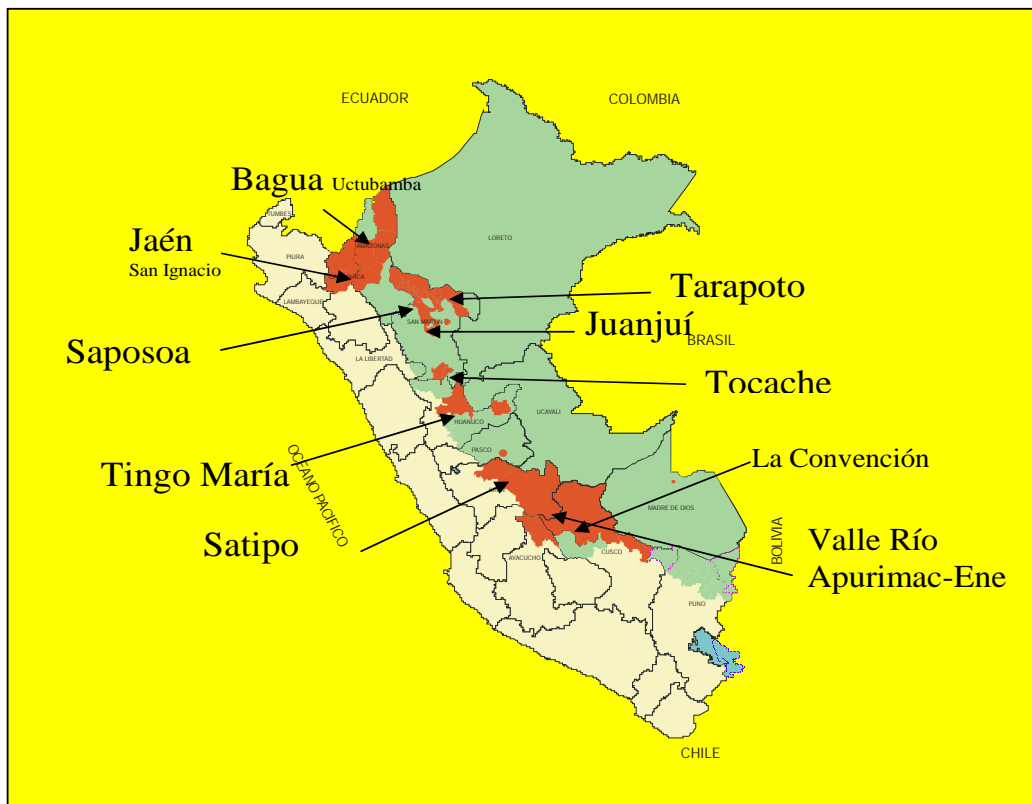 ECUADOR
COLOMBIA
Bagua Uctubamba
TUMBES
Jaén
San Ignacio
PIURA
AMAZONAS
LORETO
LAMBAYEQUE
Tarapoto
SAN MARTIN
Juanjuí
BRASIL
Saposoa
LA LIBERTAD
Tocache
UCAYALI
HUANUCO
OCEANO PACIFICO
PASCO
Tingo María
La Convención
MADRE DE DIOS
Satipo
BOLIVIA
Valle Río
Apurimac-Ene
AYACUCHO
CUSCO
PUNO
CHILE